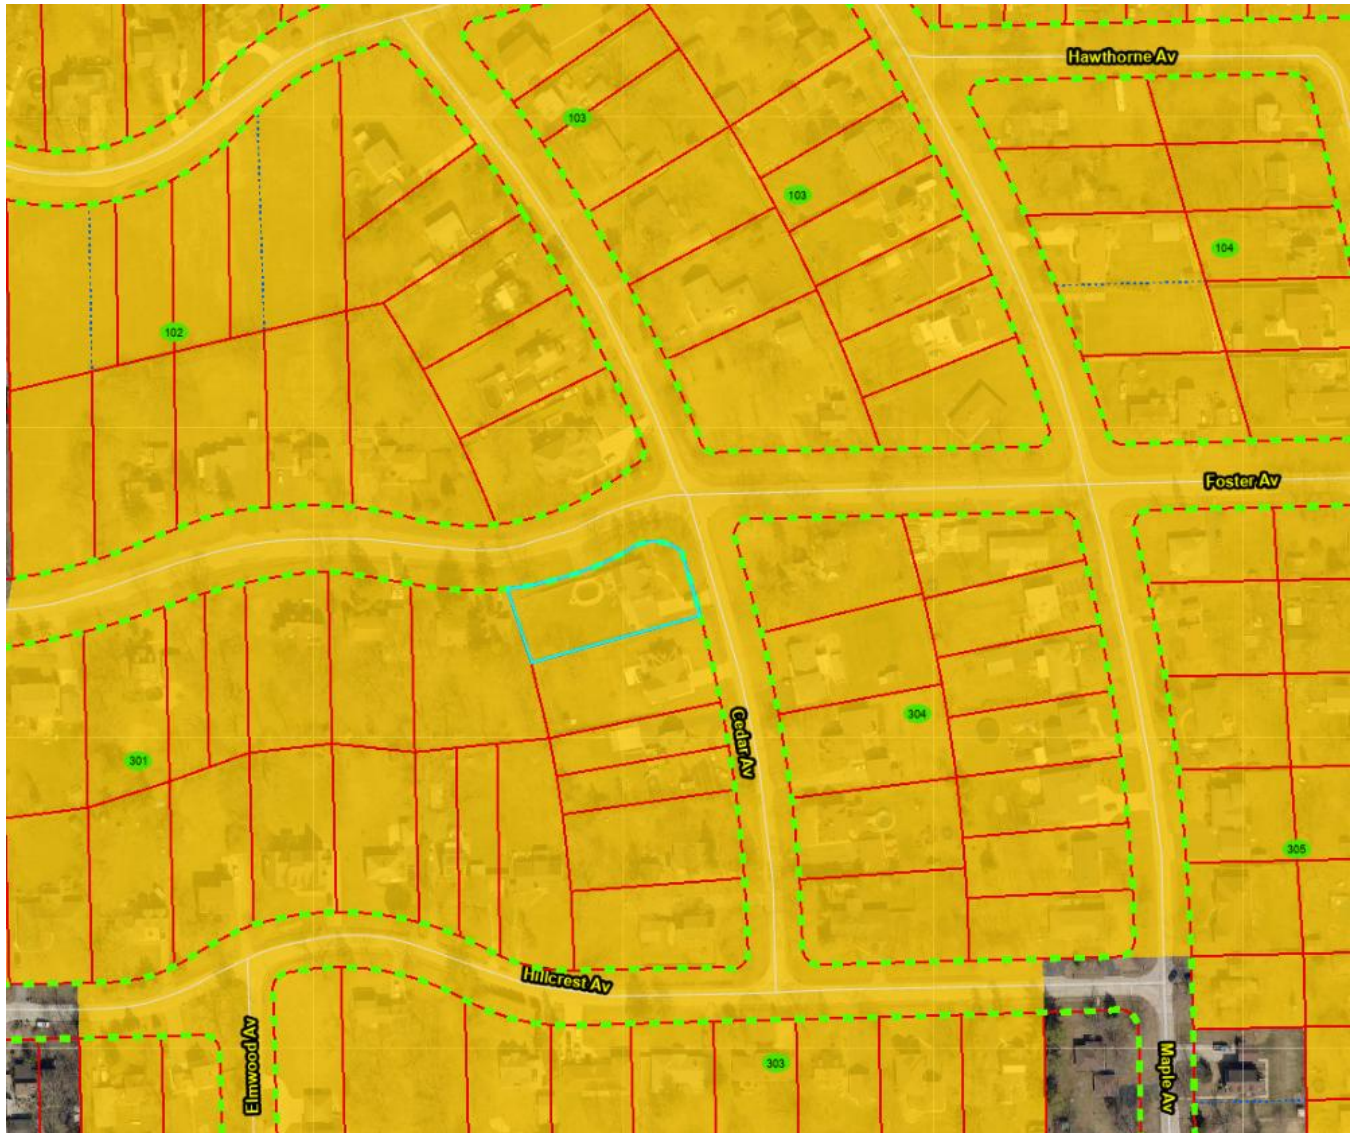 Hawthorne Av
103
103
104
102
Foster Av
304
Cedar Av
301
305
Hillcrest Av
Elmwood Av
303
Maple Av